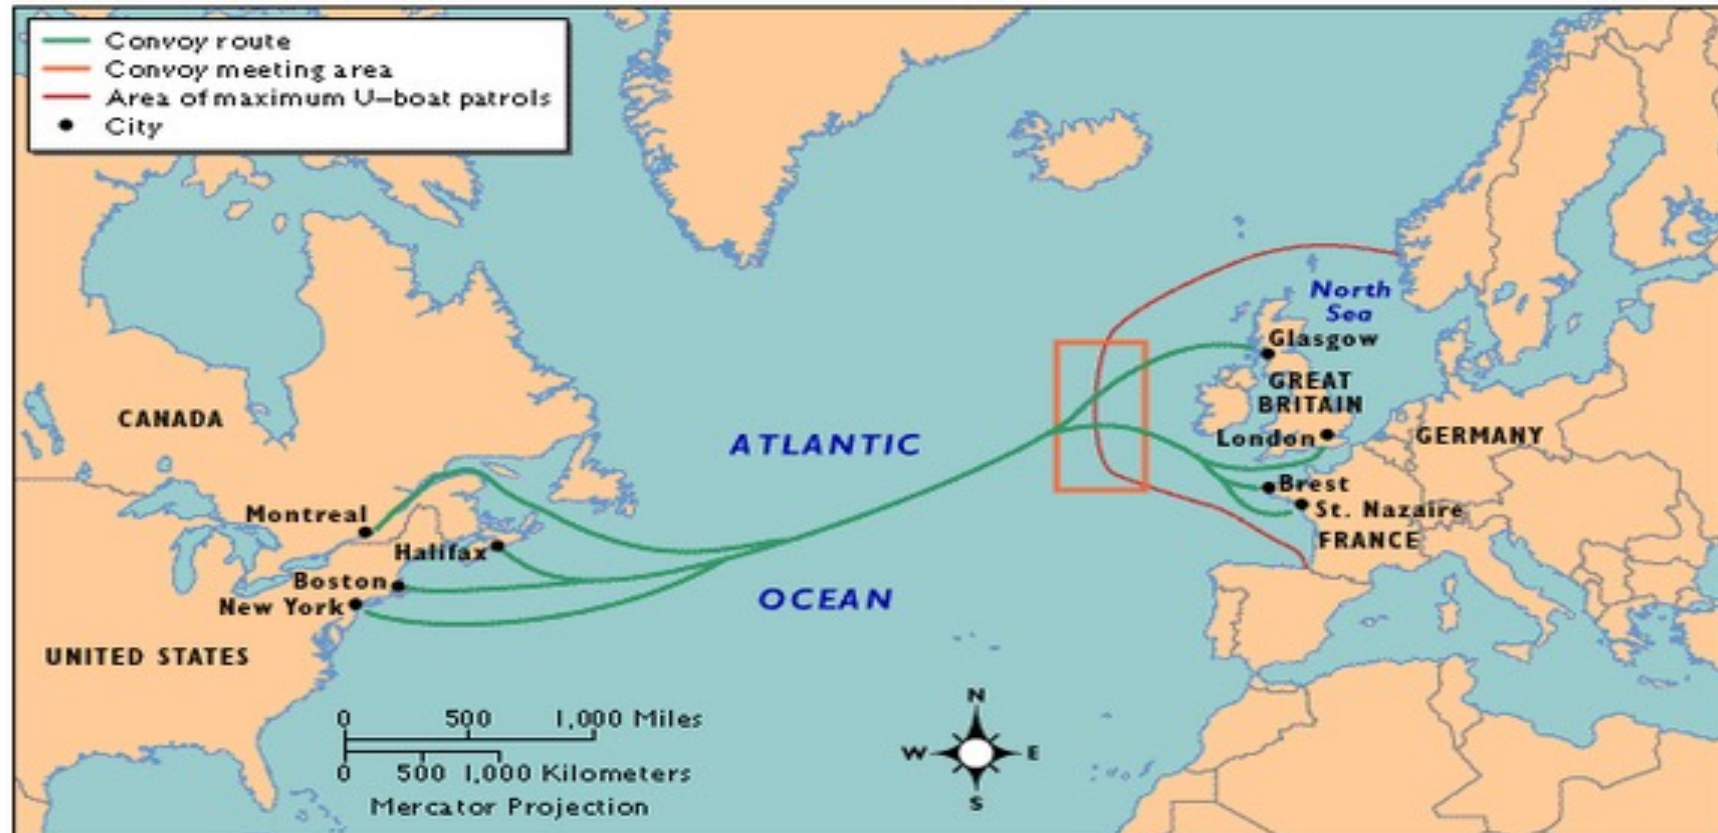 Convoy route
Convoy meeting area
Area of maximum U-boat patrols
City
North
Sea
Glasgow
GREAT
BRITAIN
CANADA
London
GERMANY
ATLANTIC
Brest
St. Nazaire
Montreal
FRANCE
Halifax
Boston
New York
OCEAN
UNITED STATES
N
0 500 1,000 Miles
W E
0 500 1,000 Kilometers
S
Mercator Projection